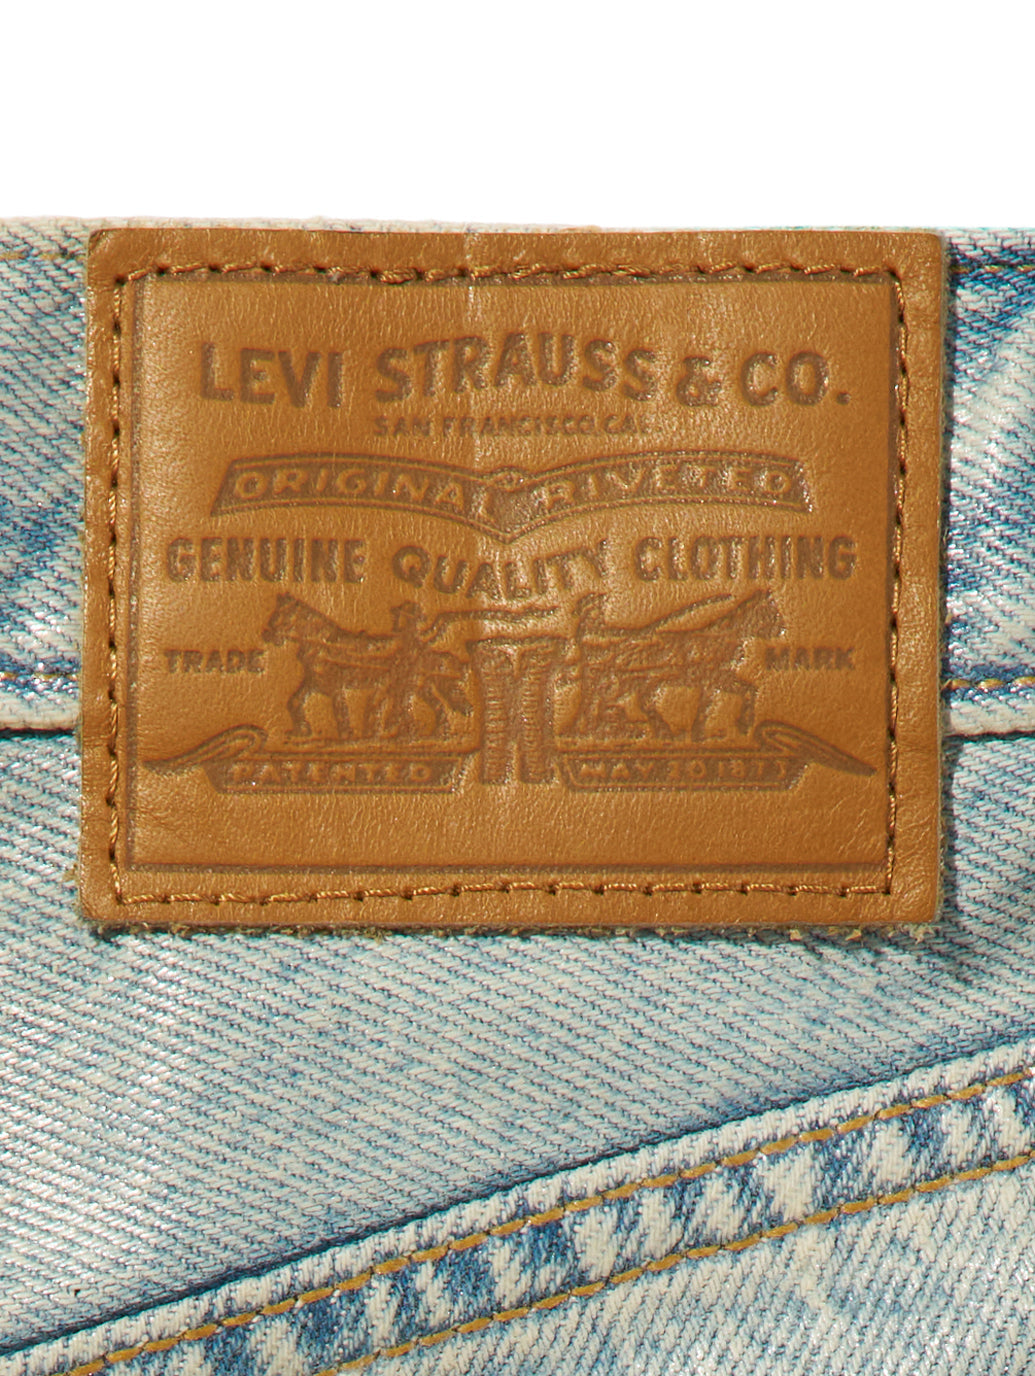 LEVI STRAUSS & CO.
SAN FRANCISCO, CAL.
ORIGINAL RIVETED
GENUINE QUALITY CLOTHING
TRADE MARK
PATENTED MAY 20 1873